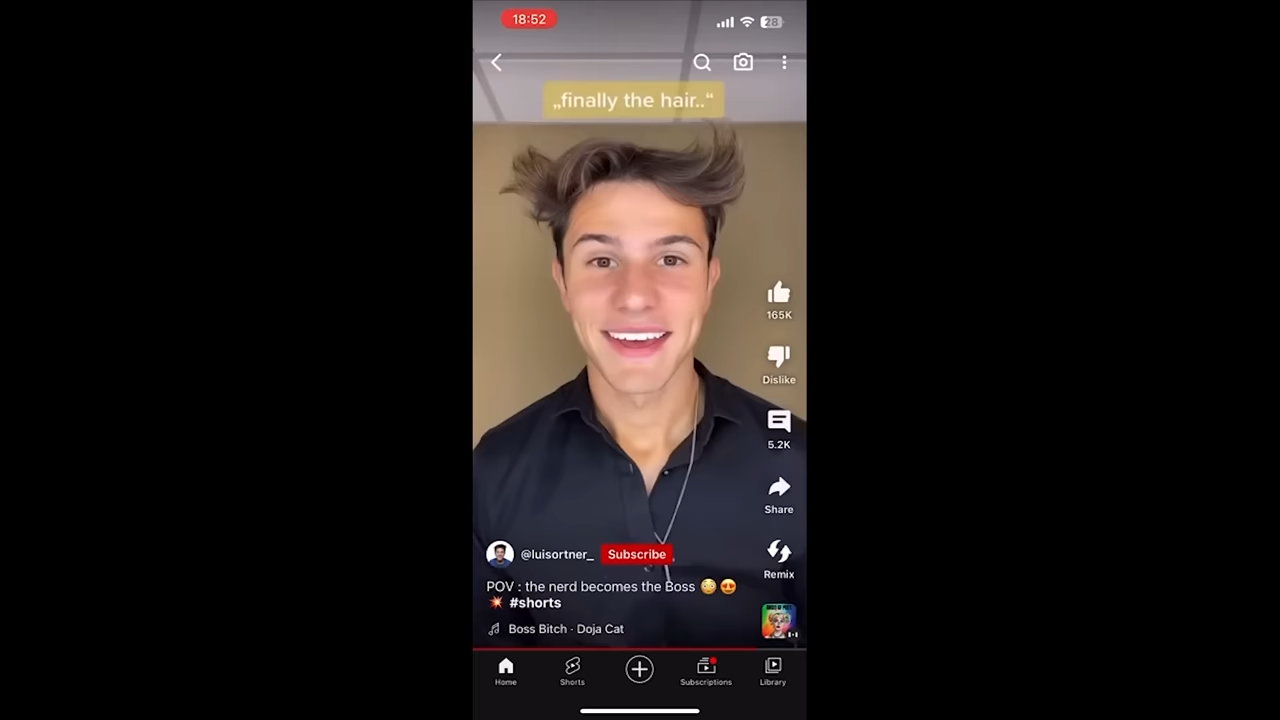 18:52
28
„finally the hair..“
165K
Dislike
5.2K
Share
@luisortner_ Subscribe
Remix
POV : the nerd becomes the Boss 😳😍
💥 #shorts
Boss Bitch · Doja Cat
Home Shorts Subscriptions Library